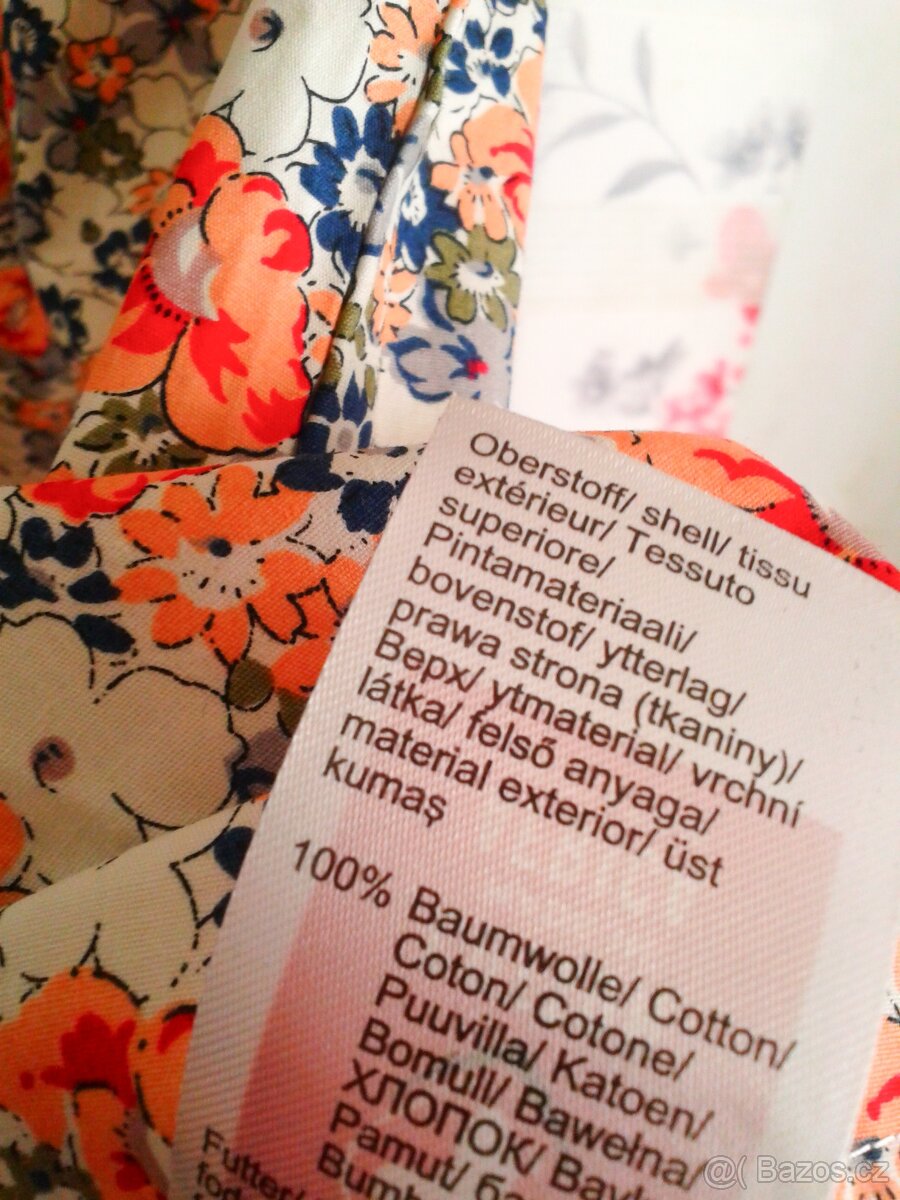 Oberstoff/ shell/ tissu
extérieur/ Tessuto
superiore/
Pintamateriaali/
bovenstof/ ytterlag/
prawa strona (tkaniny)/
Верх/ ytmaterial/ vrchní
látka/ felső anyaga/
material exterior/ üst
kumaş
100% Baumwolle/ Cotton/
Coton/ Cotone/
Puuvilla/ Katoen/
Bomull/ Bawełna/
ХЛОПОК/
Pamut/
Futter/
@( Bazos.cz